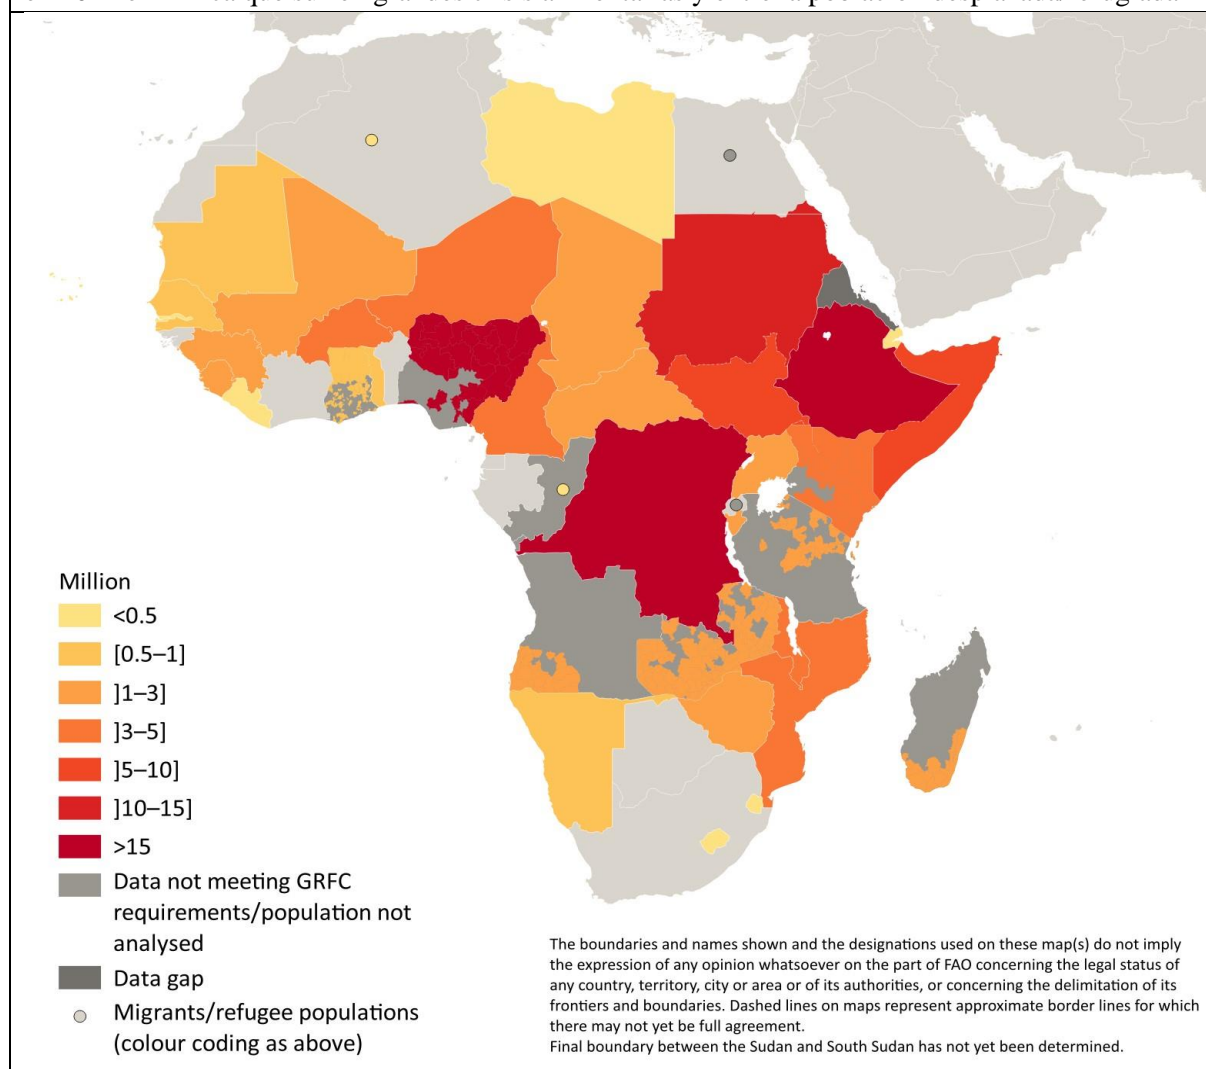 Million
<0.5
[0.5–1]
]1–3]
]3–5]
]5–10]
]10–15]
>15
Data not meeting GRFC
requirements/population not
analysed
Data gap
Migrants/refugee populations
(colour coding as above)
The boundaries and names shown and the designations used on these map(s) do not imply
the expression of any opinion whatsoever on the part of FAO concerning the legal status of
any country, territory, city or area or of its authorities, or concerning the delimitation of its
frontiers and boundaries. Dashed lines on maps represent approximate border lines for which
there may not yet be full agreement.
Final boundary between the Sudan and South Sudan has not yet been determined.